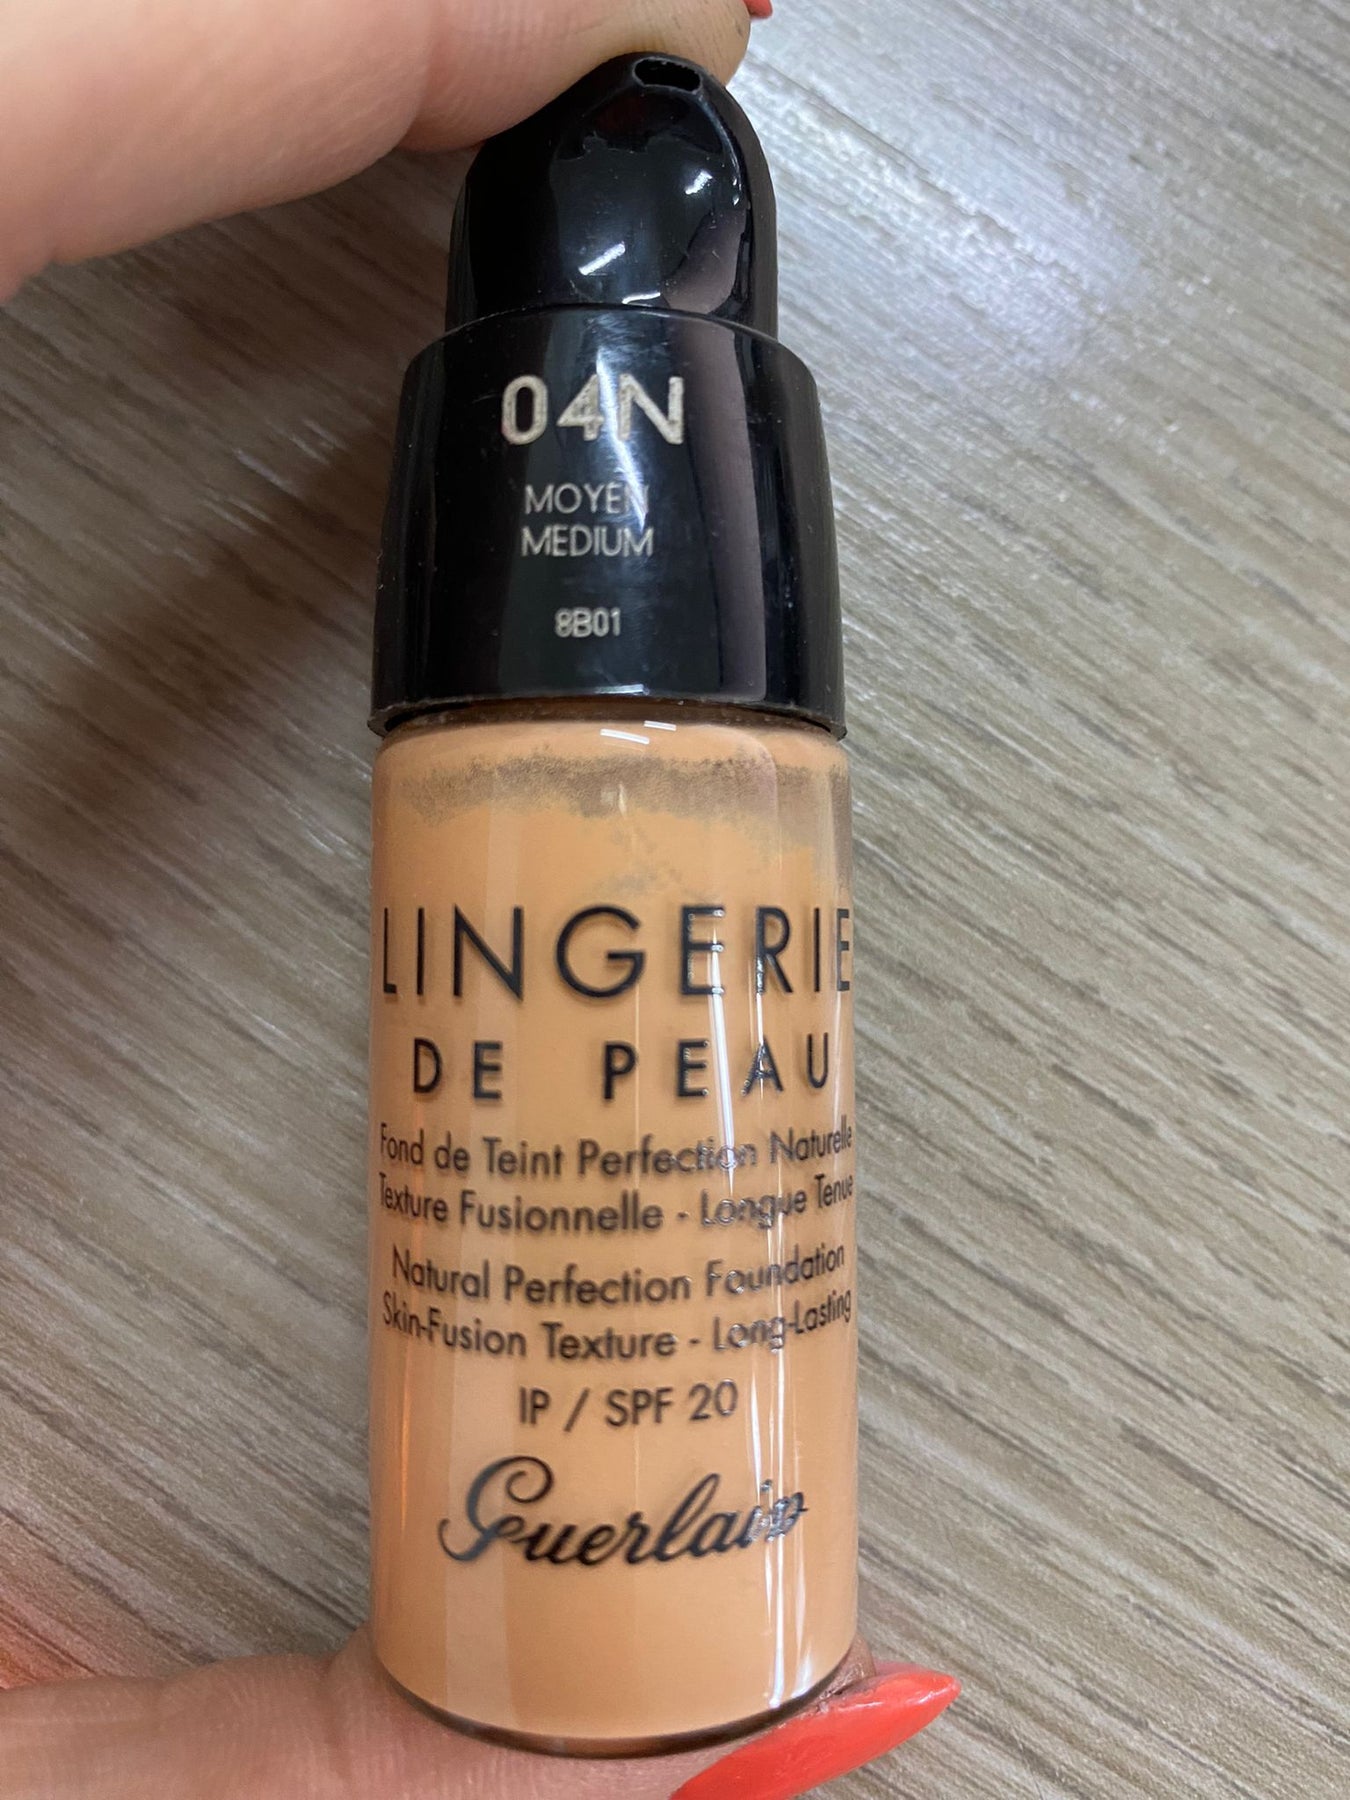 04N
MOYEN
MEDIUM
8B01
LINGERIE
DE PEAU
Fond de Teint Perfection Naturelle
Texture Fusionnelle - Longue Tenue
Natural Perfection Foundation
Skin-Fusion Texture - Long-Lasting
IP / SPF 20
Guerlain